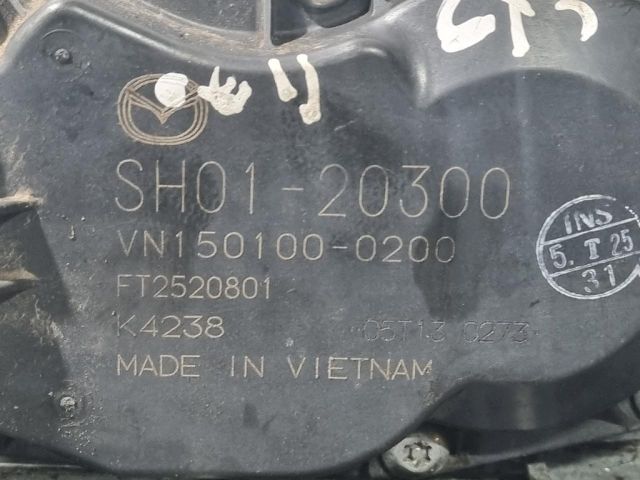 SH01-20300
VN150100-0200
FT2520801
K4238 05T13 0273
MADE IN VIETNAM
INS
5. T 25
31